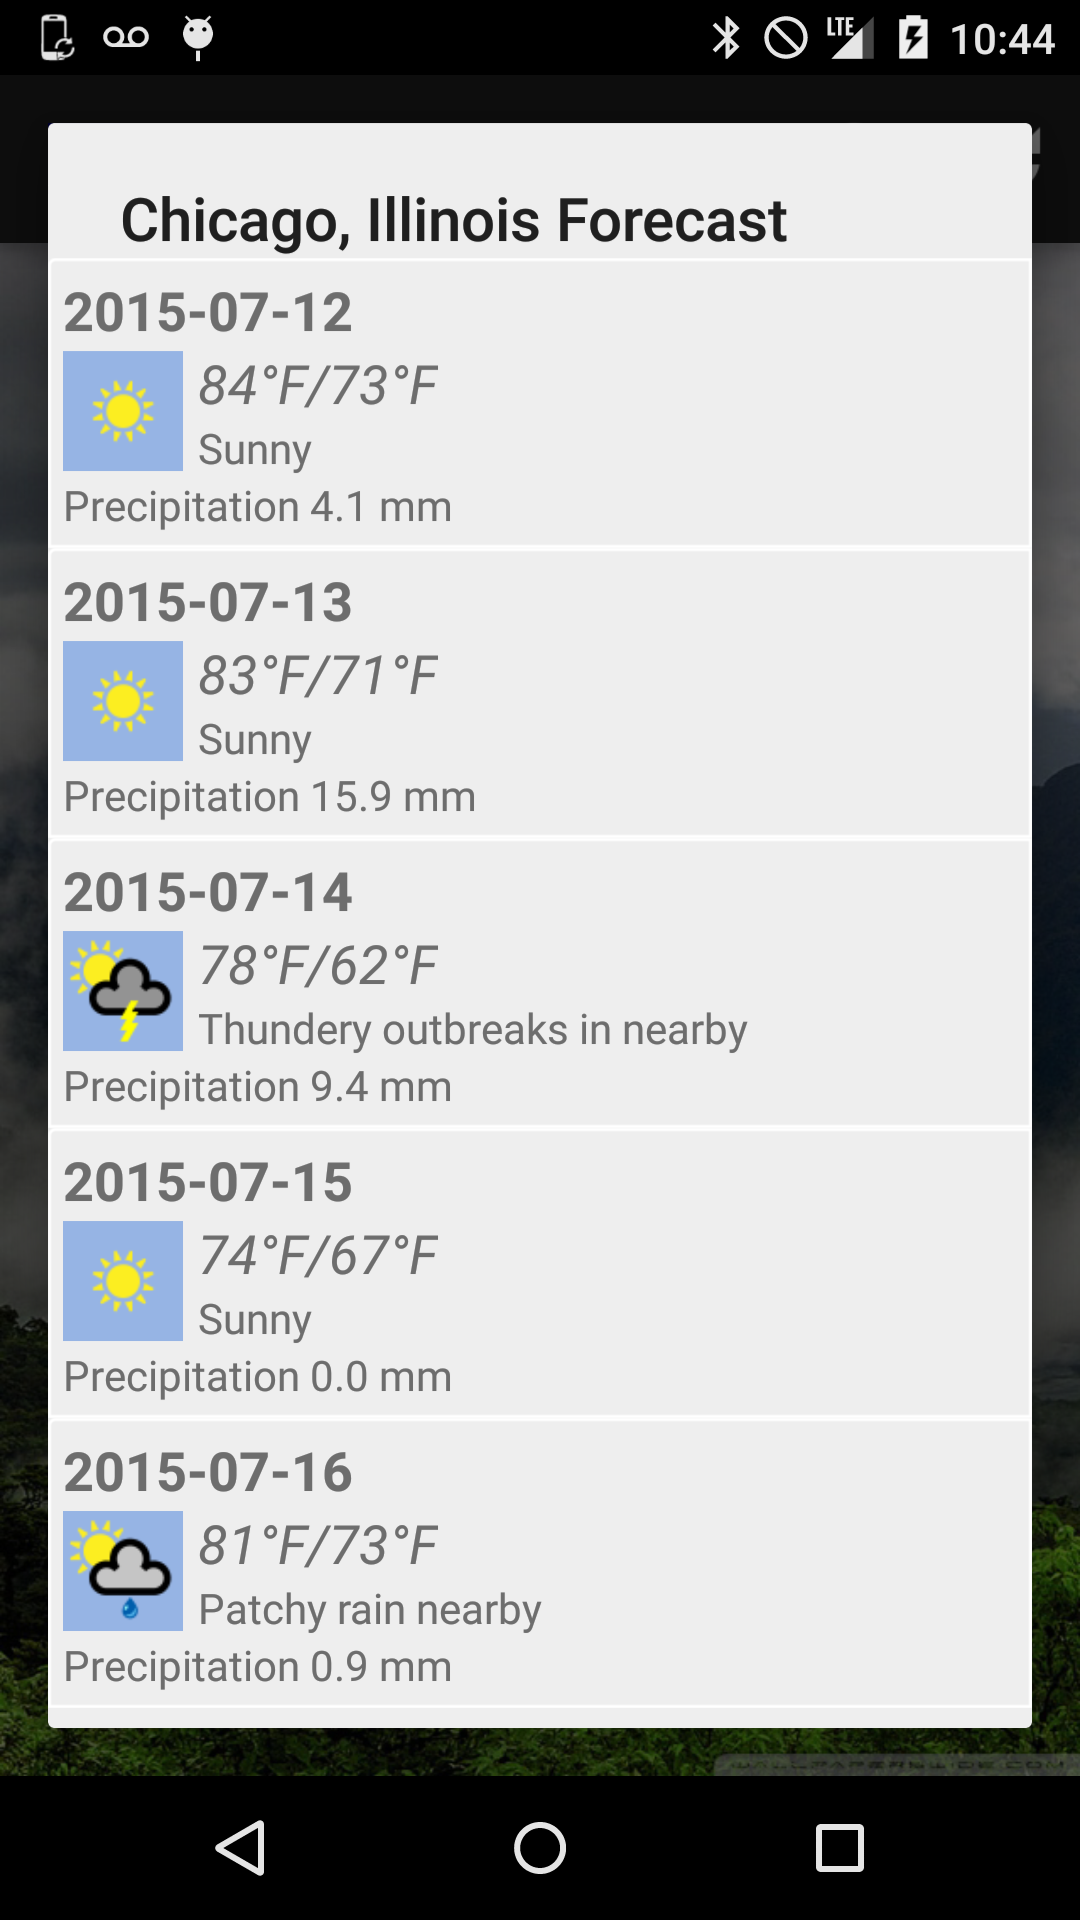 LTE 10:44
Chicago, Illinois Forecast
2015-07-12
84°F/73°F
Sunny
Precipitation 4.1 mm
2015-07-13
83°F/71°F
Sunny
Precipitation 15.9 mm
2015-07-14
78°F/62°F
Thundery outbreaks in nearby
Precipitation 9.4 mm
2015-07-15
74°F/67°F
Sunny
Precipitation 0.0 mm
2015-07-16
81°F/73°F
Patchy rain nearby
Precipitation 0.9 mm